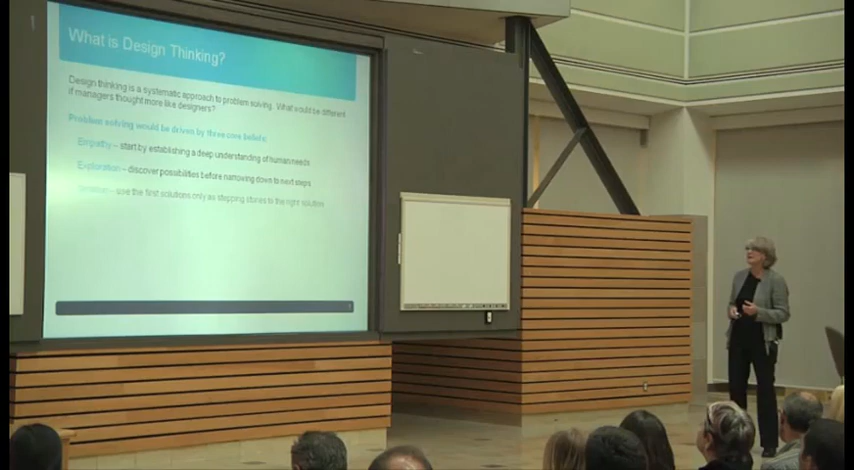 What is Design Thinking?
Design thinking is a systematic approach to problem solving. What would be different
if managers thought more like designers?
Problem solving would be driven by three core beliefs:
Empathy – start by establishing a deep understanding of human needs
Exploration – discover possibilities before narrowing down to next steps
Iteration – use the first solutions only as stepping stones to the right solution